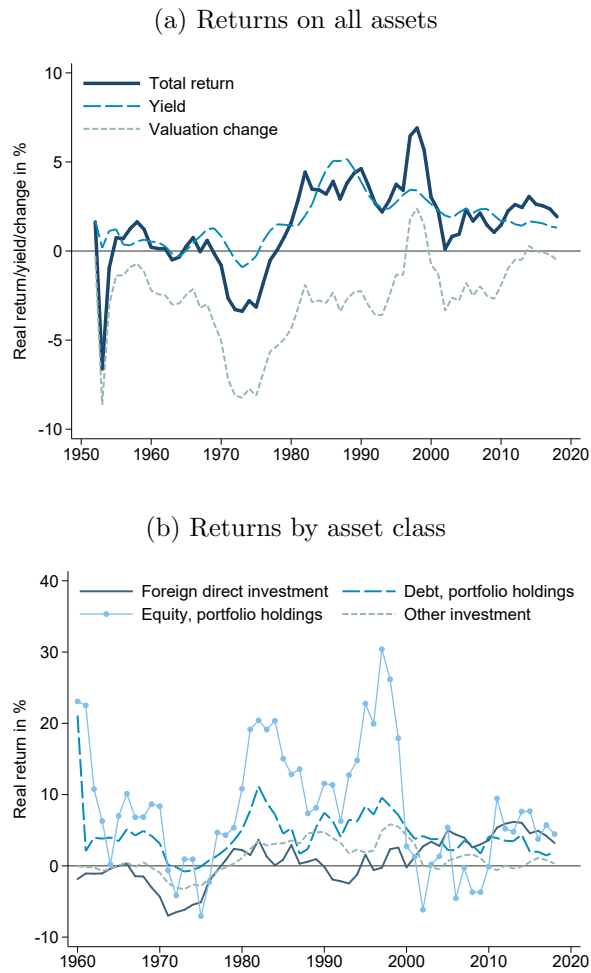 (a) Returns on all assets
Real return/yield/change in %
10
5
0
-5
-10
Total return
Yield
Valuation change
1950 1960 1970 1980 1990 2000 2010 2020
(b) Returns by asset class
Real return in %
40
30
20
10
0
-10
Foreign direct investment Debt, portfolio holdings
Equity, portfolio holdings Other investment
1960 1970 1980 1990 2000 2010 2020